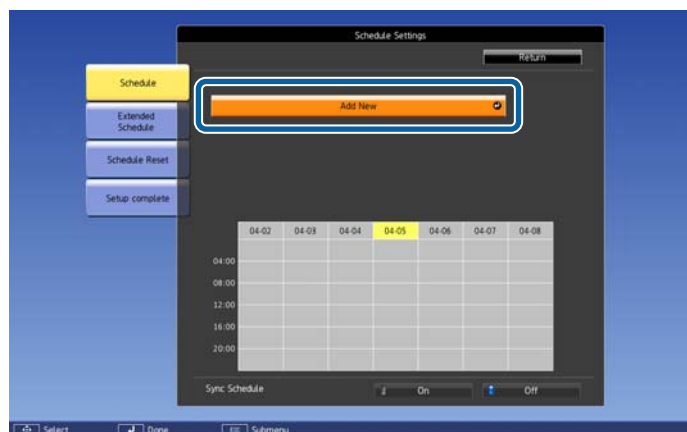 Schedule Settings
Return
Schedule
Add New
Extended
Schedule
Schedule Reset
Setup complete
04-02 04-03 04-04 04-05 04-06 04-07 04-08
04:00
08:00
12:00
16:00
20:00
Sync Schedule On Off
Select Done Submenu